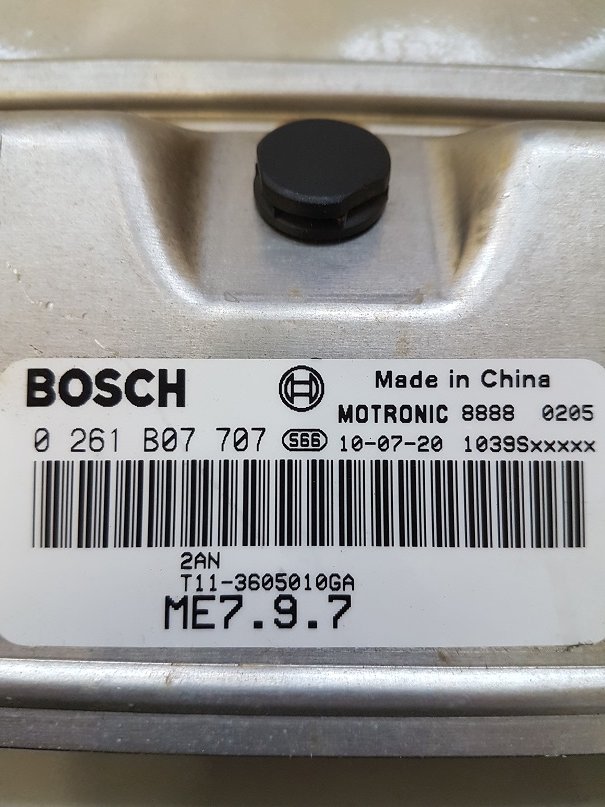 BOSCH Made in China
MOTRONIC 8888 0205
0 261 B07 707 S66 10-07-20 1039Sxxxxx
2AN
T11-3605010GA
ME7.9.7